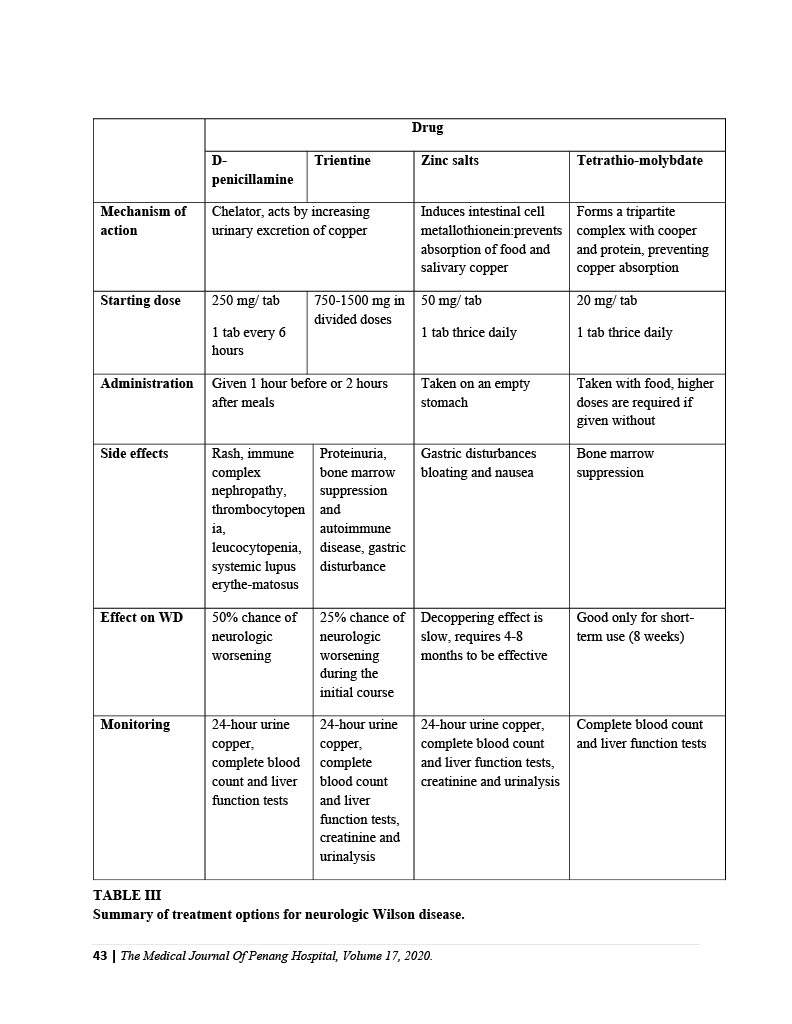 Drug
D-
penicillamine
Trientine
Zinc salts
Tetrathio-molybdate
Mechanism of
action
Chelator, acts by increasing
urinary excretion of copper
Induces intestinal cell
metallothionein:prevents
absorption of food and
salivary copper
Forms a tripartite
complex with cooper
and protein, preventing
copper absorption
Starting dose
250 mg/ tab
1 tab every 6
hours
750-1500 mg in
divided doses
50 mg/ tab
1 tab thrice daily
20 mg/ tab
1 tab thrice daily
Administration
Given 1 hour before or 2 hours
after meals
Taken on an empty
stomach
Taken with food, higher
doses are required if
given without
Side effects
Rash, immune
complex
nephropathy,
thrombocytopen
ia,
leucocytopenia,
systemic lupus
erythe-matosus
Proteinuria,
bone marrow
suppression
and
autoimmune
disease, gastric
disturbance
Gastric disturbances
bloating and nausea
Bone marrow
suppression
Effect on WD
50% chance of
neurologic
worsening
25% chance of
neurologic
worsening
during the
initial course
Decoppering effect is
slow, requires 4-8
months to be effective
Good only for short-
term use (8 weeks)
Monitoring
24-hour urine
copper,
complete blood
count and liver
function tests
24-hour urine
copper,
complete
blood count
and liver
function tests,
creatinine and
urinalysis
24-hour urine copper,
complete blood count
and liver function tests,
creatinine and urinalysis
Complete blood count
and liver function tests
TABLE III
Summary of treatment options for neurologic Wilson disease.
43 | The Medical Journal Of Penang Hospital, Volume 17, 2020.